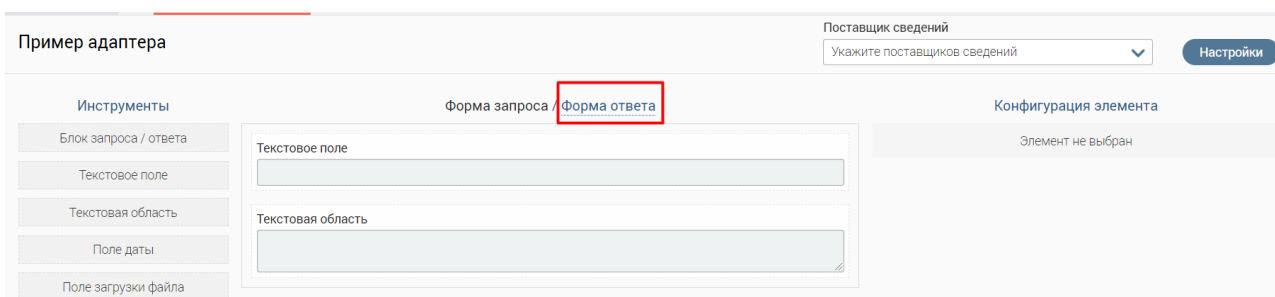 Поставщик сведений
Пример адаптера
Укажите поставщиков сведений
Настройки
Инструменты
Форма запроса / Форма ответа
Конфигурация элемента
Блок запроса / ответа
Текстовое поле
Элемент не выбран
Текстовое поле
Текстовая область
Текстовая область
Поле даты
Поле загрузки файла